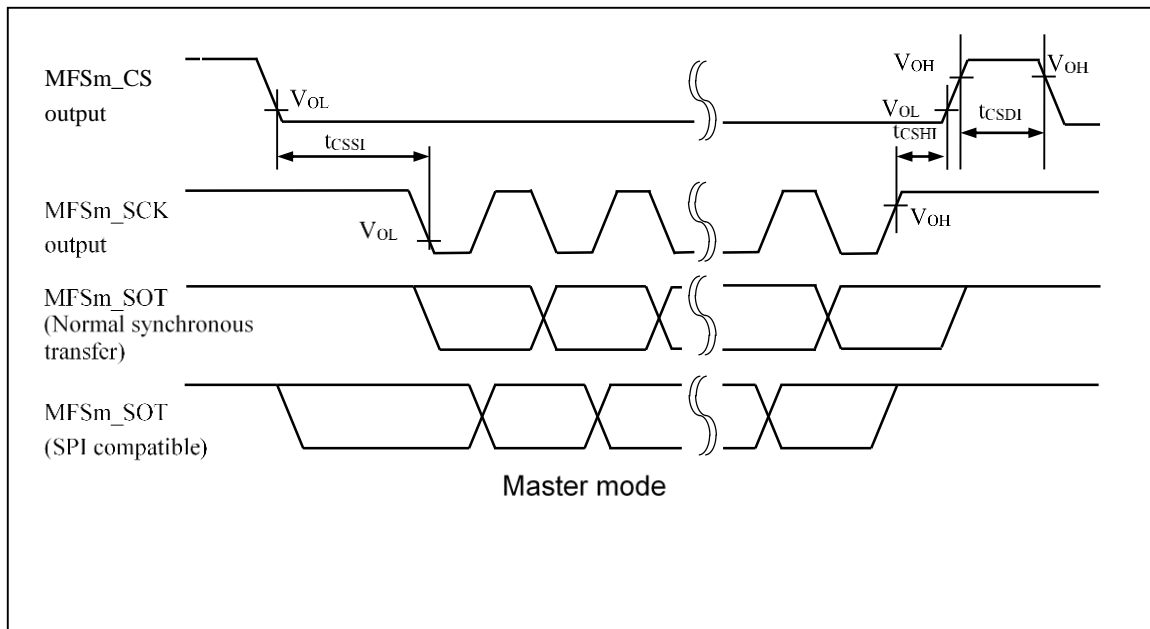 MFSm_CS
output
VOL
VOH
VOH
VOL
tCSDI
tCSHI
tCSSI
MFSm_SCK
output
VOL
VOH
MFSm_SOT
(Normal synchronous
transfer)
MFSm_SOT
(SPI compatible)
Master mode